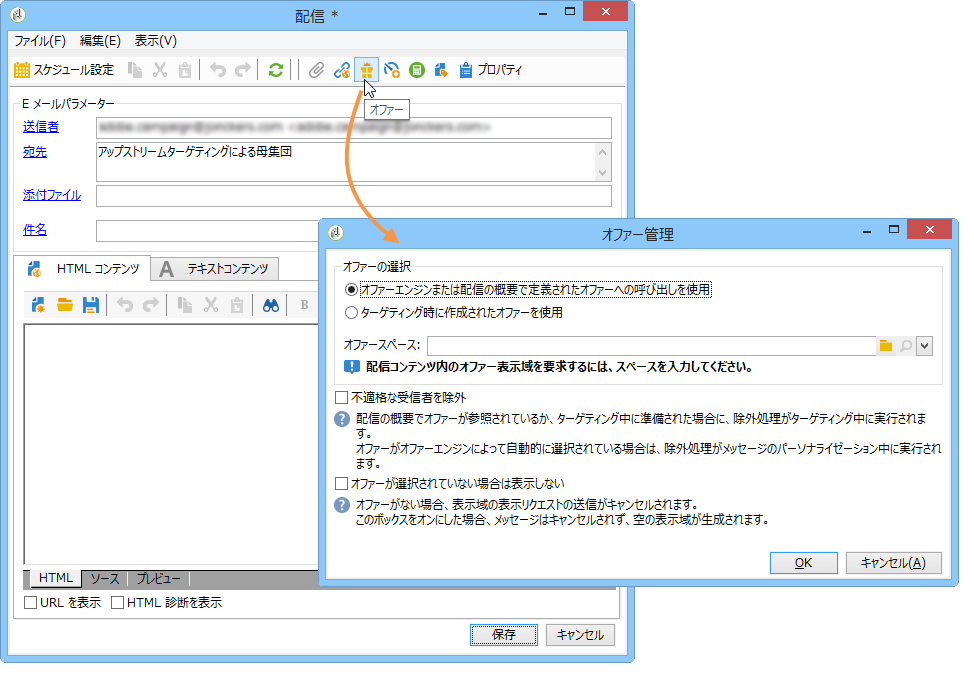 配信 *
ファイル(F) 編集(E) 表示(V)
スケジュール設定 プロパティ
オファー
E メールパラメーター
送信者
宛先 アップストリームターゲティングによる母集団
添付ファイル
件名
HTML コンテンツ A テキストコンテンツ
B
HTML ソース プレビュー
URL を表示 HTML 診断を表示
保存 キャンセル
オファー管理
オファーの選択
オファーエンジンまたは配信の概要で定義されたオファーへの呼び出しを使用
ターゲティング時に作成されたオファーを使用
オファースペース:
配信コンテンツ内のオファー表示域を要求するには、スペースを入力してください。
不適格な受信者を除外
配信の概要でオファーが参照されているか、ターゲティング中に準備された場合に、除外処理がターゲティング中に実行されま
す。
オファーがオファーエンジンによって自動的に選択されている場合は、除外処理がメッセージのパーソナライゼーション中に実行され
ます。
オファーが選択されていない場合は表示しない
オファーがない場合、表示域の表示リクエストの送信がキャンセルされます。
このボックスをオンにした場合、メッセージはキャンセルされず、空の表示域が生成されます。
OK キャンセル(A)